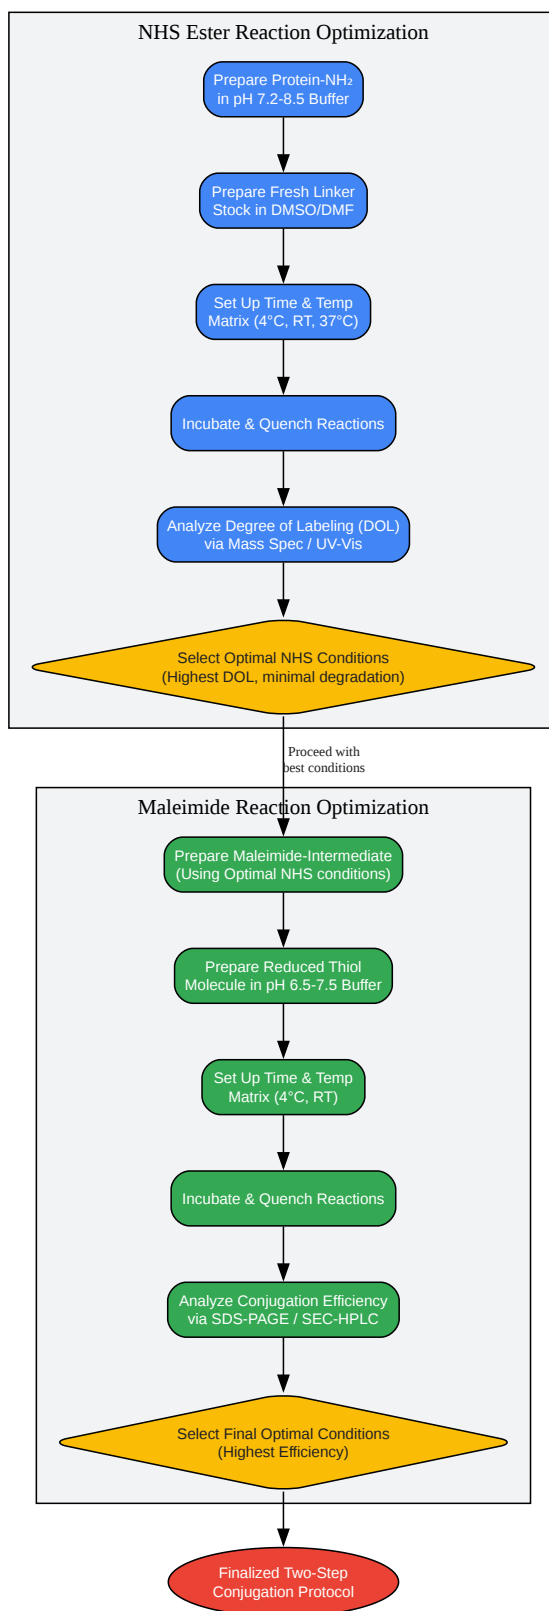 NHS Ester Reaction Optimization
Prepare Protein-NH₂
in pH 7.2-8.5 Buffer
Prepare Fresh Linker
Stock in DMSO/DMF
Set Up Time & Temp
Matrix (4°C, RT, 37°C)
Incubate & Quench Reactions
Analyze Degree of Labeling (DOL)
via Mass Spec / UV-Vis
Select Optimal NHS Conditions
(Highest DOL, minimal degradation)
Proceed with
best conditions
Maleimide Reaction Optimization
Prepare Maleimide-Intermediate
(Using Optimal NHS conditions)
Prepare Reduced Thiol
Molecule in pH 6.5-7.5 Buffer
Set Up Time & Temp
Matrix (4°C, RT)
Incubate & Quench Reactions
Analyze Conjugation Efficiency
via SDS-PAGE / SEC-HPLC
Select Final Optimal Conditions
(Highest Efficiency)
Finalized Two-Step
Conjugation Protocol